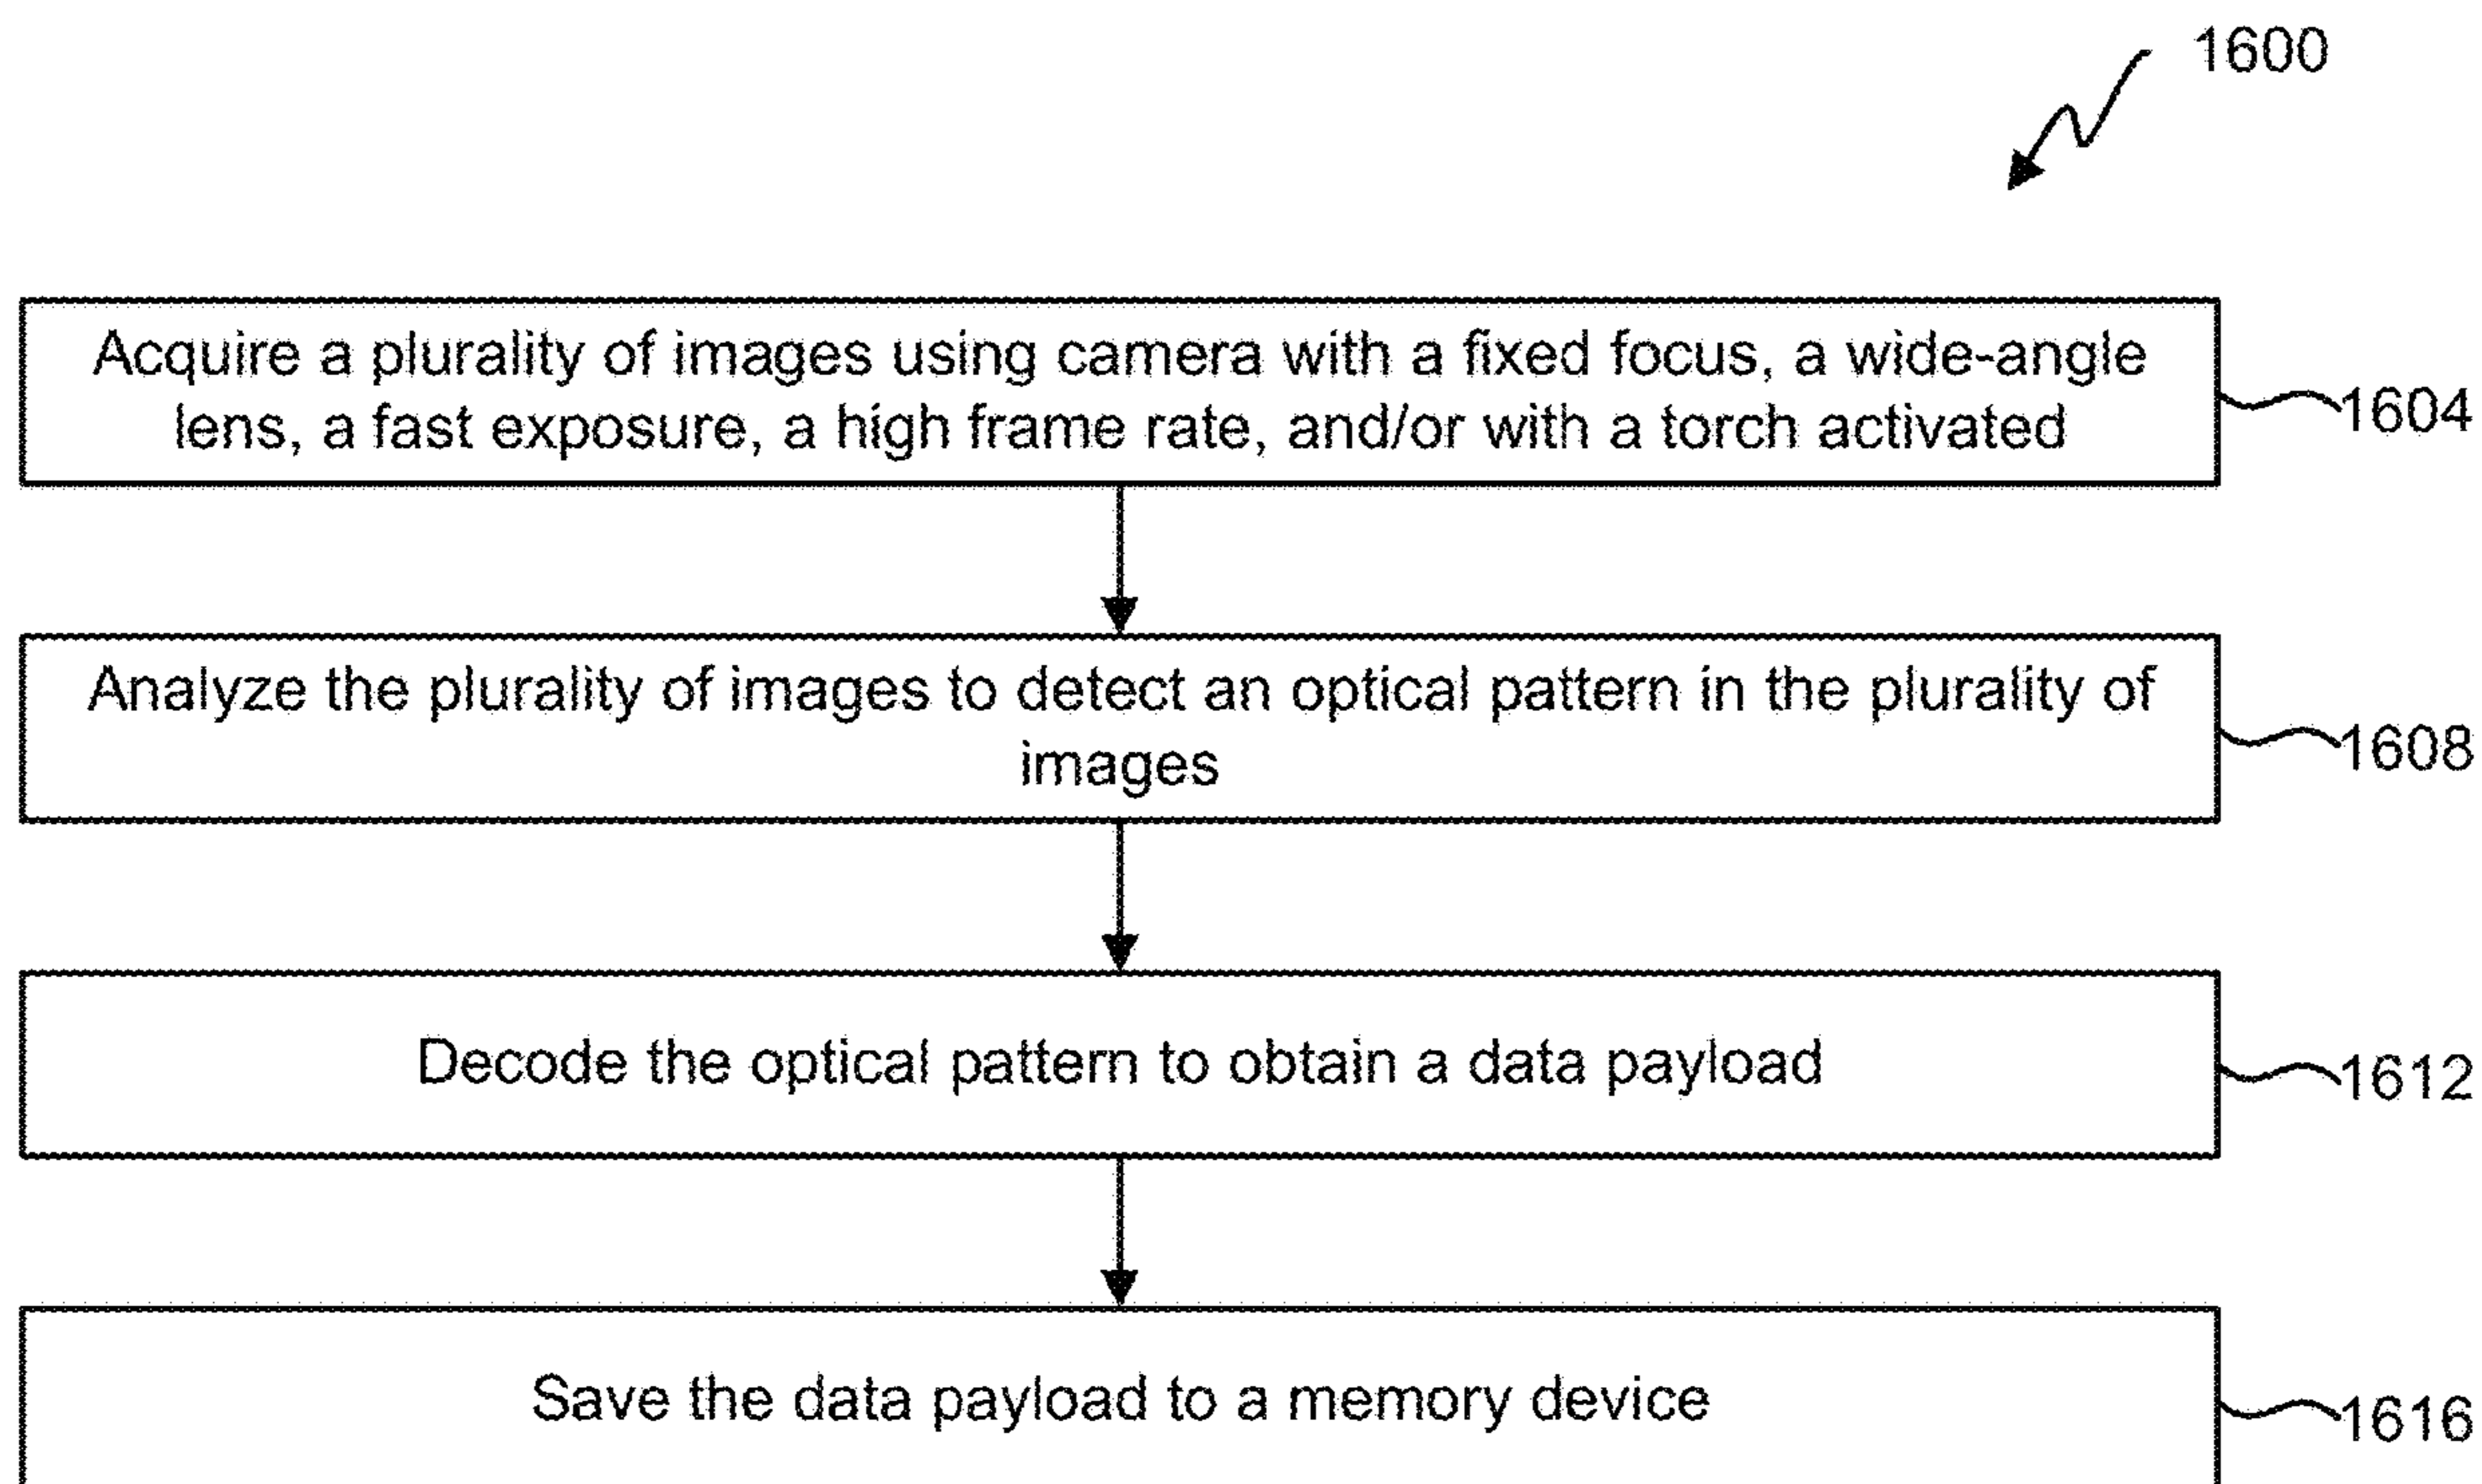 1600
Acquire a plurality of images using camera with a fixed focus, a wide-angle
lens, a fast exposure, a high frame rate, and/or with a torch activated
1604
Analyze the plurality of images to detect an optical pattern in the plurality of
images
1608
Decode the optical pattern to obtain a data payload
1612
Save the data payload to a memory device
1616